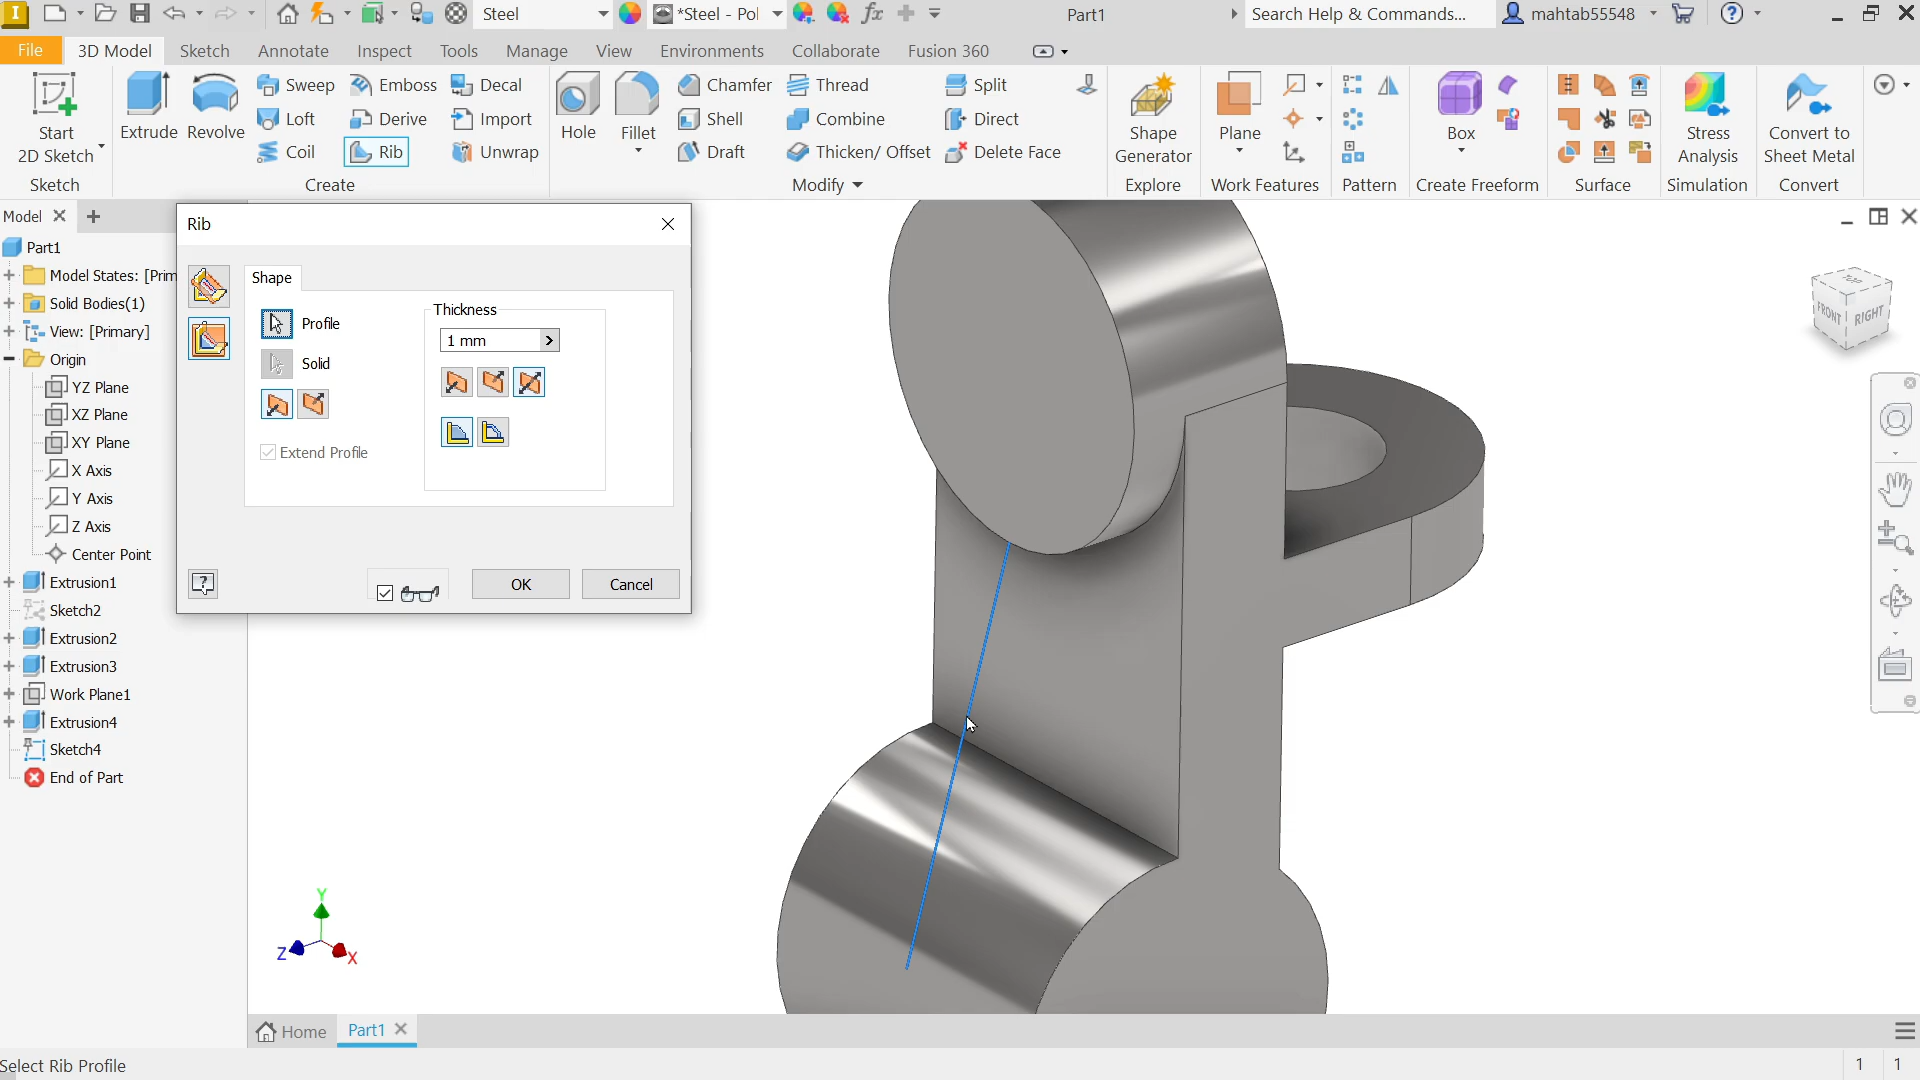 I Steel *Steel - Pol fx Part1 Search Help & Commands... mahtab55548 ?
File 3D Model Sketch Annotate Inspect Tools Manage View Environments Collaborate Fusion 360
Start 2D Sketch
Sketch
Extrude
Revolve
Sweep
Loft
Coil
Emboss
Derive
Rib
Decal
Import
Unwrap
Create
Hole
Fillet
Chamfer
Shell
Draft
Thread
Combine
Thicken/ Offset
Split
Direct
Delete Face
Modify
Shape
Generator
Explore
Plane
Work Features
Pattern
Box
Create Freeform
Surface
Stress
Analysis
Simulation
Convert to
Sheet Metal
Convert
Model
Part1
Model States: [Prim
Solid Bodies(1)
View: [Primary]
Origin
YZ Plane
XZ Plane
XY Plane
X Axis
Y Axis
Z Axis
Center Point
Extrusion1
Sketch2
Extrusion2
Extrusion3
Work Plane1
Extrusion4
Sketch4
End of Part
Rib
Shape
Profile
Solid
Extend Profile
Thickness
1 mm
?
OK
Cancel
TOP
FRONT
RIGHT
Y
Z
X
Home
Part1
Select Rib Profile
1 1